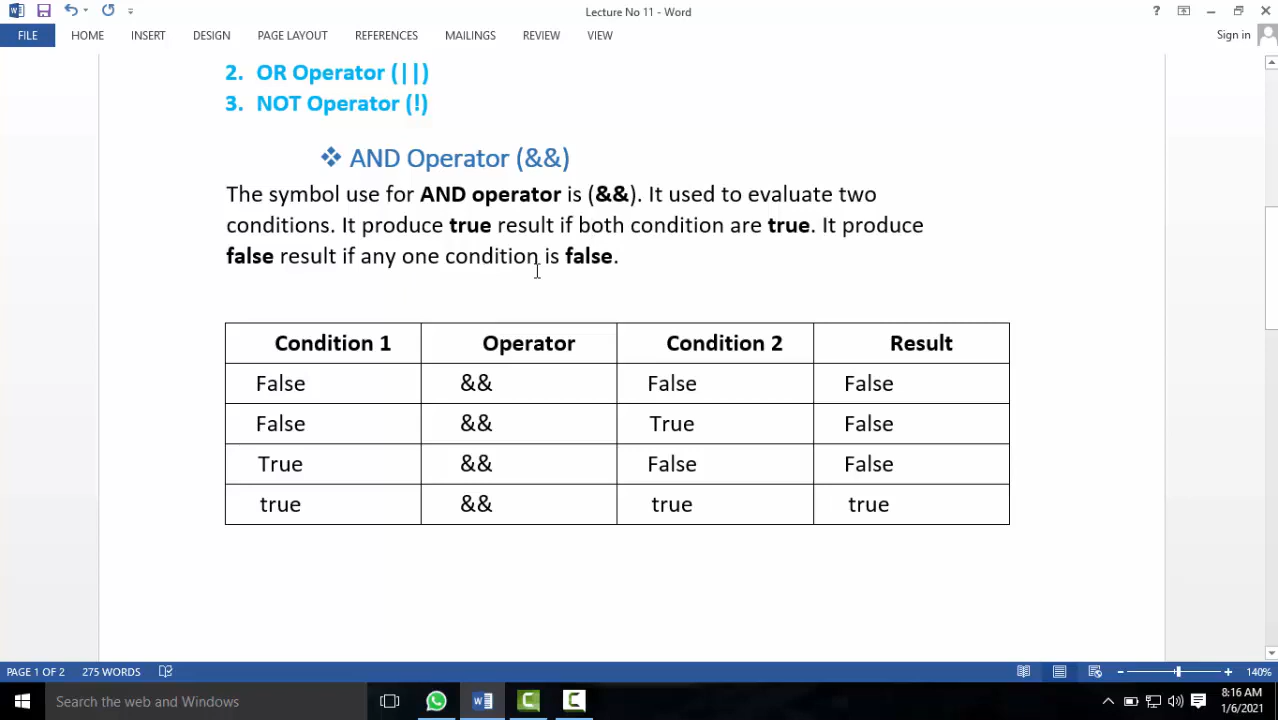 Lecture No 11 - Word
?
FILE HOME INSERT DESIGN PAGE LAYOUT REFERENCES MAILINGS REVIEW VIEW Sign in
2. OR Operator (||)
3. NOT Operator (!)
❖ AND Operator (&&)
The symbol use for AND operator is (&&). It used to evaluate two
conditions. It produce true result if both condition are true. It produce
false result if any one condition is false.
Condition 1 Operator Condition 2 Result
False && False False
False && True False
True && False False
true && true true
PAGE 1 OF 2 275 WORDS 140%
Search the web and Windows
8:16 AM
1/6/2021